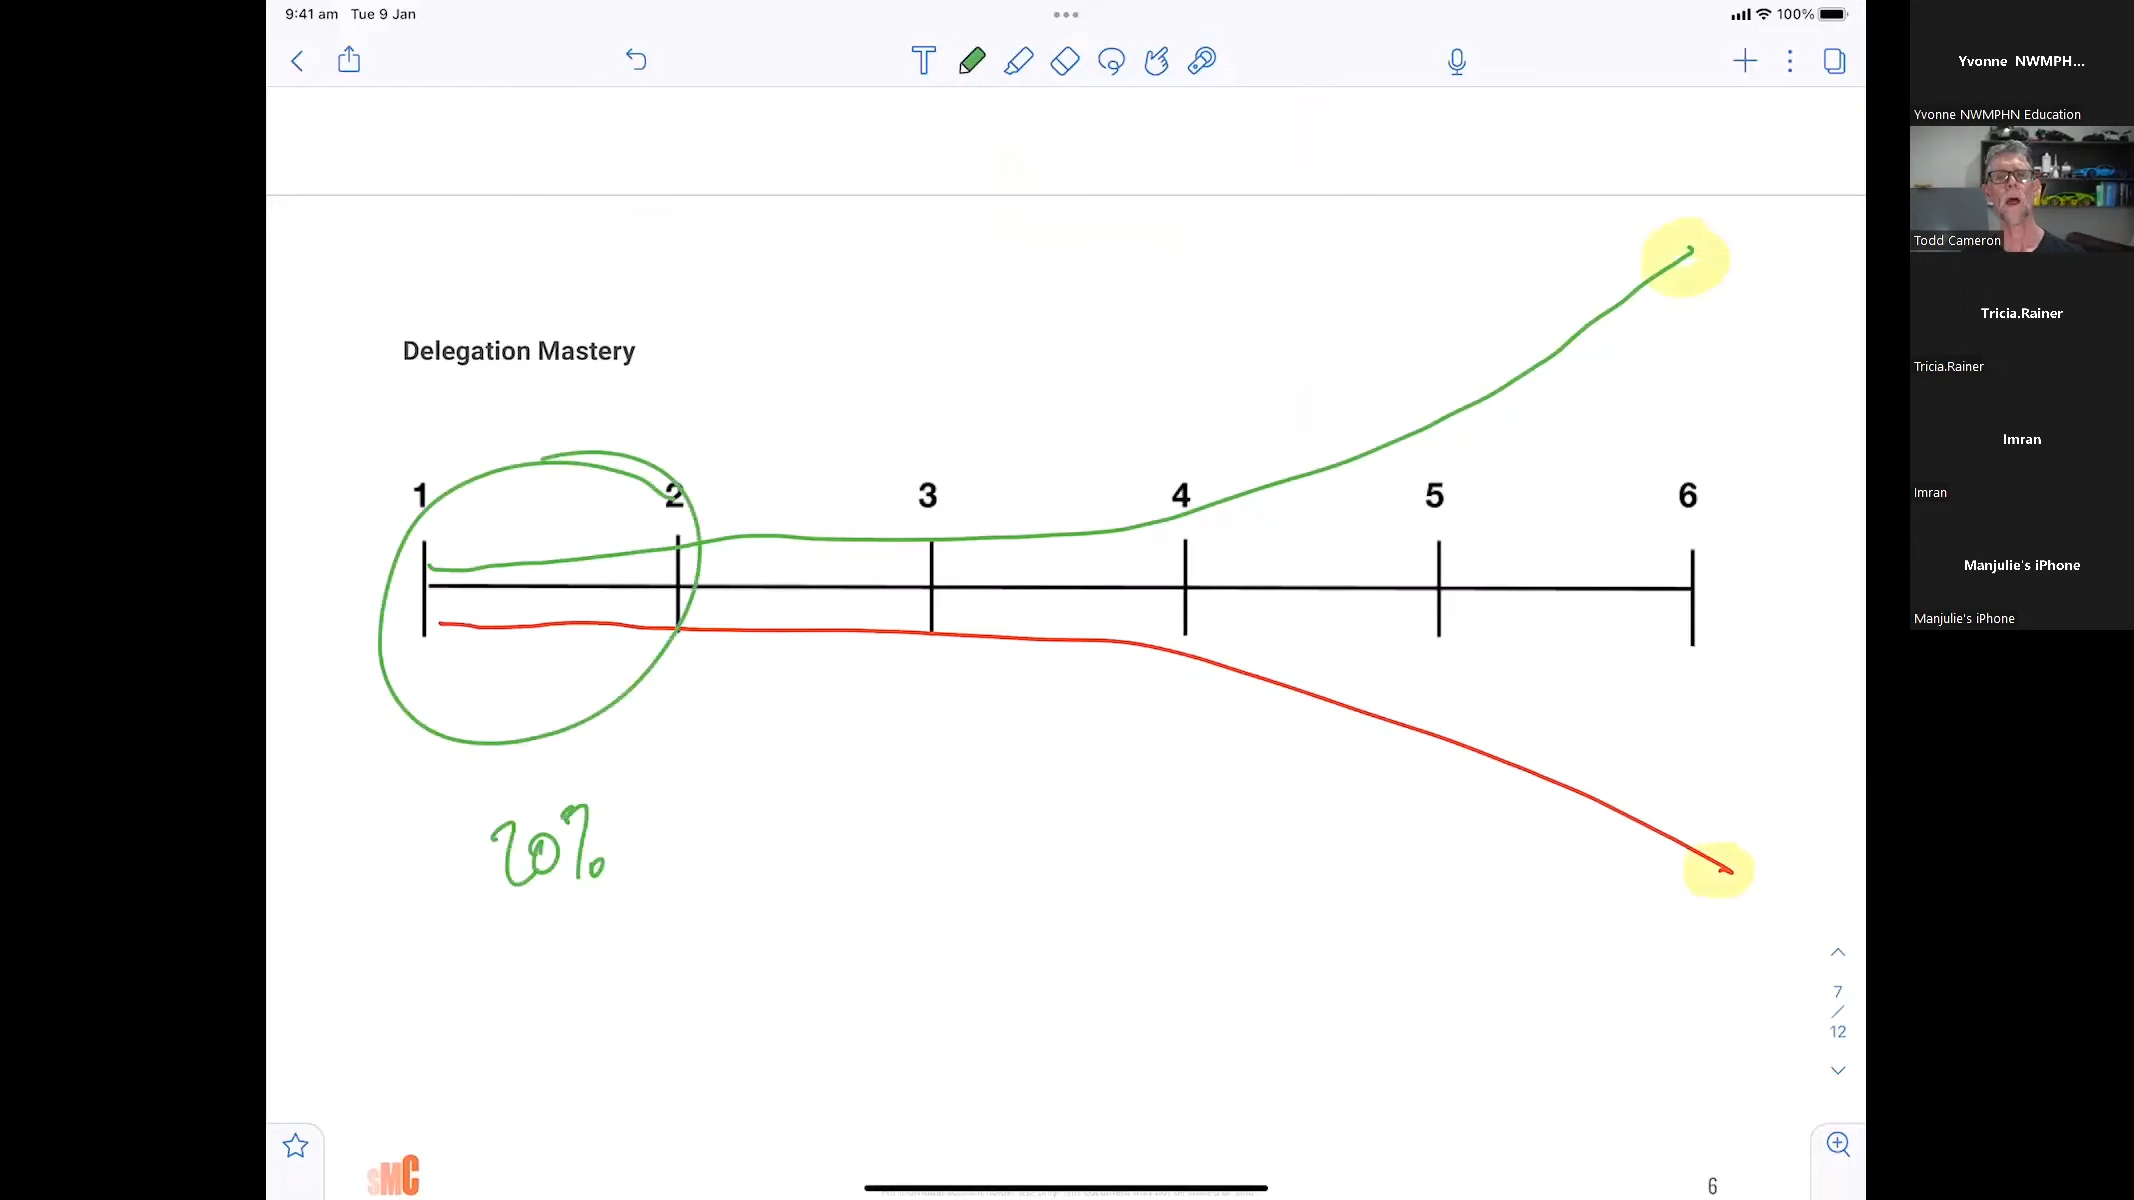 9:41 am Tue 9 Jan
100%
Delegation Mastery
1 2 3 4 5 6
20%
7
/
12
sMC
6
Yvonne NWMPH...
Yvonne NWMPHN Education
Todd Cameron
Tricia.Rainer
Tricia.Rainer
Imran
Imran
Manjulie's iPhone
Manjulie's iPhone